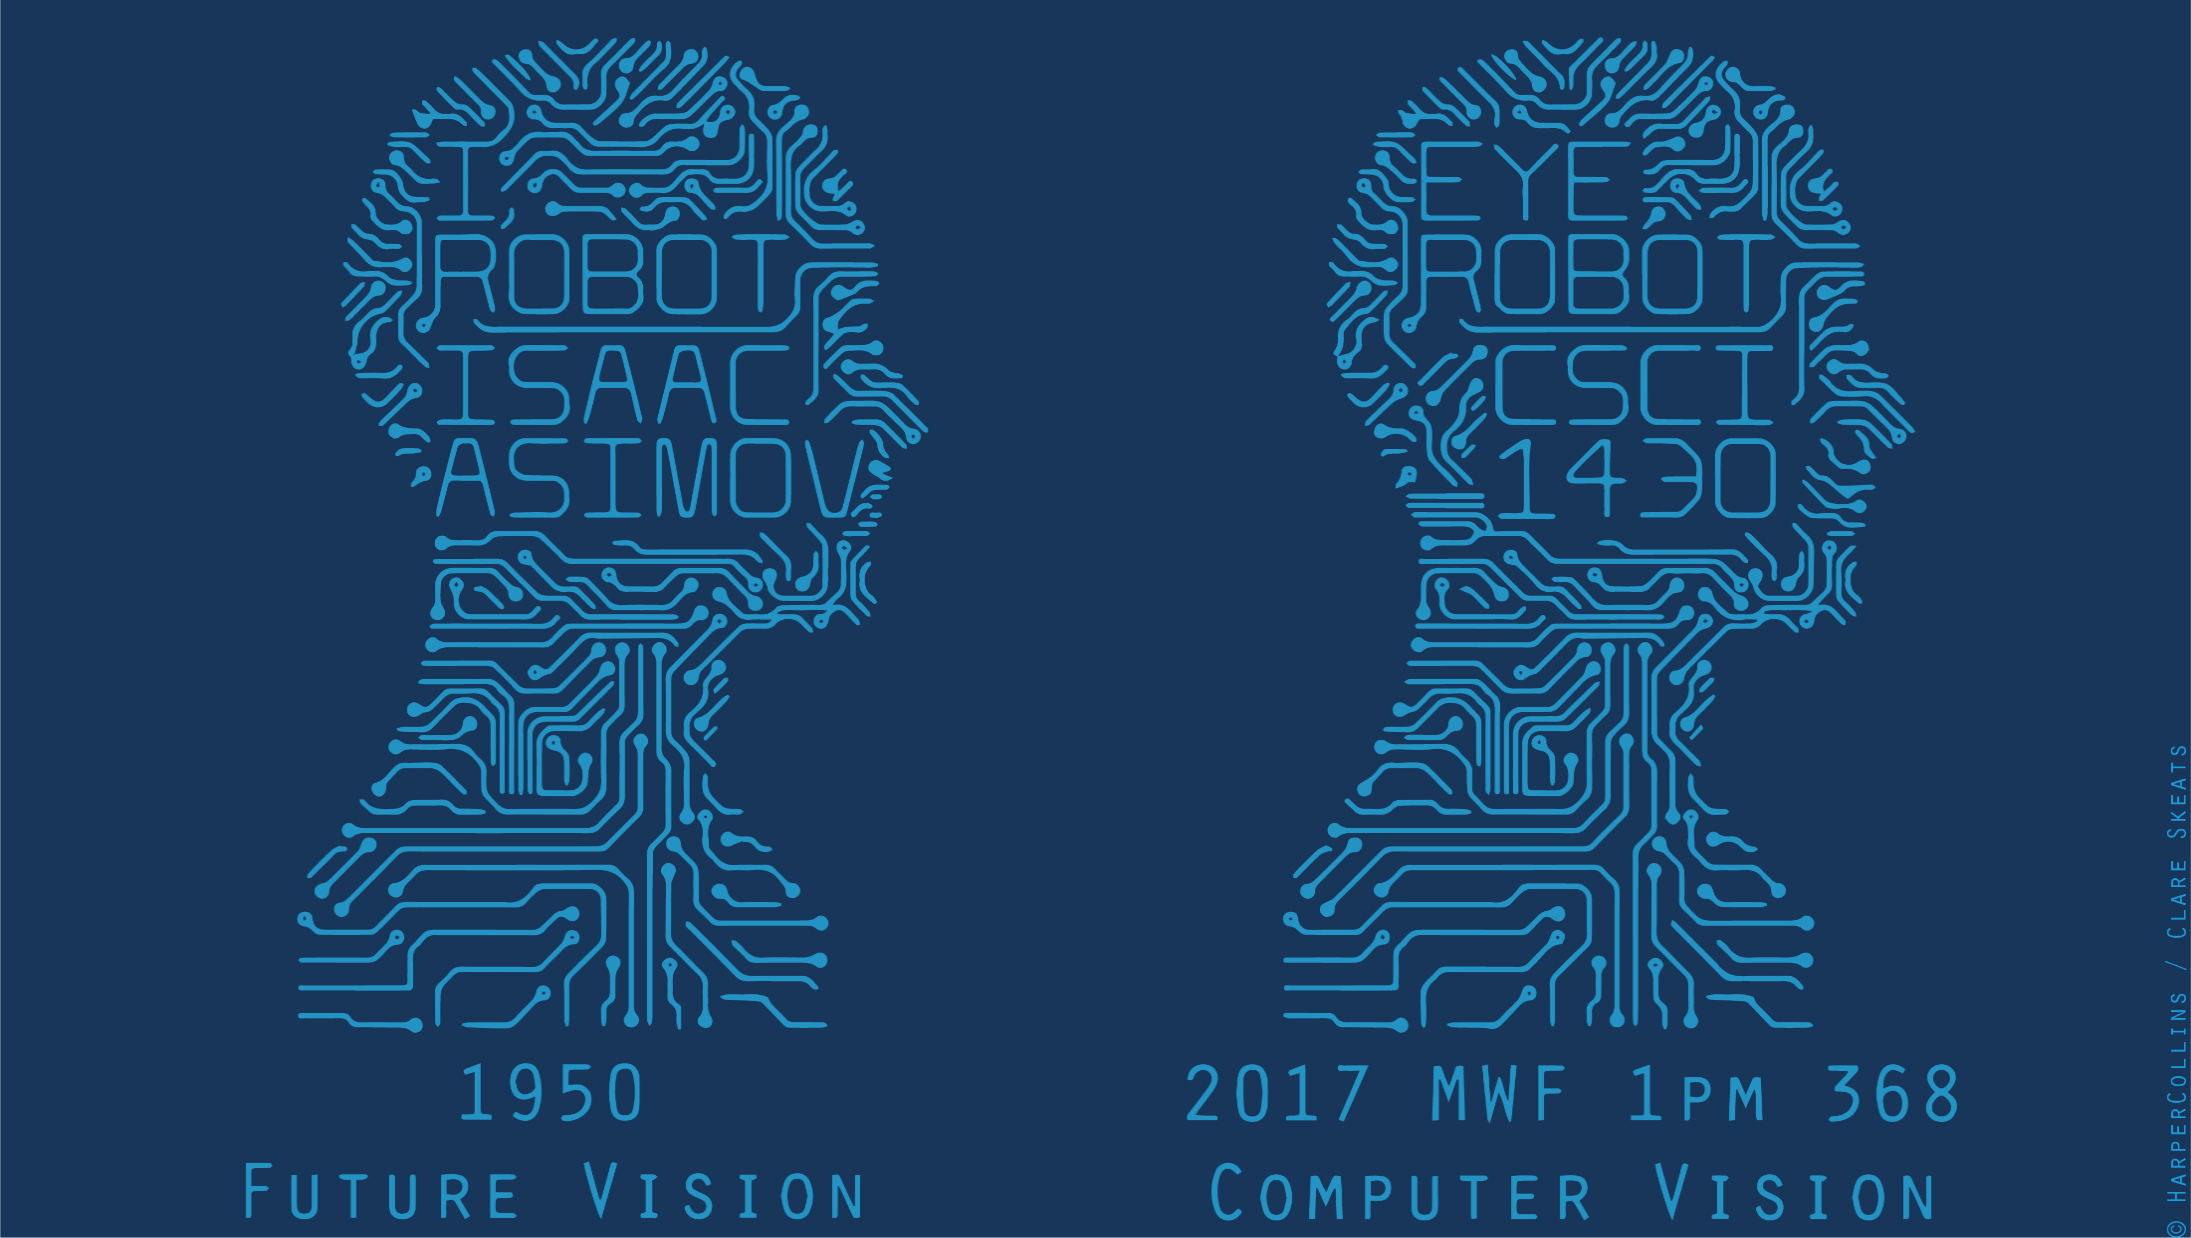 I
ROBOT
ISAAC
ASIMOV
1950
FUTURE VISION
EYE
ROBOT
CSCI
1430
2017 MWF 1PM 368
COMPUTER VISION
© HARPERCOLLINS / CLARE SKEATS